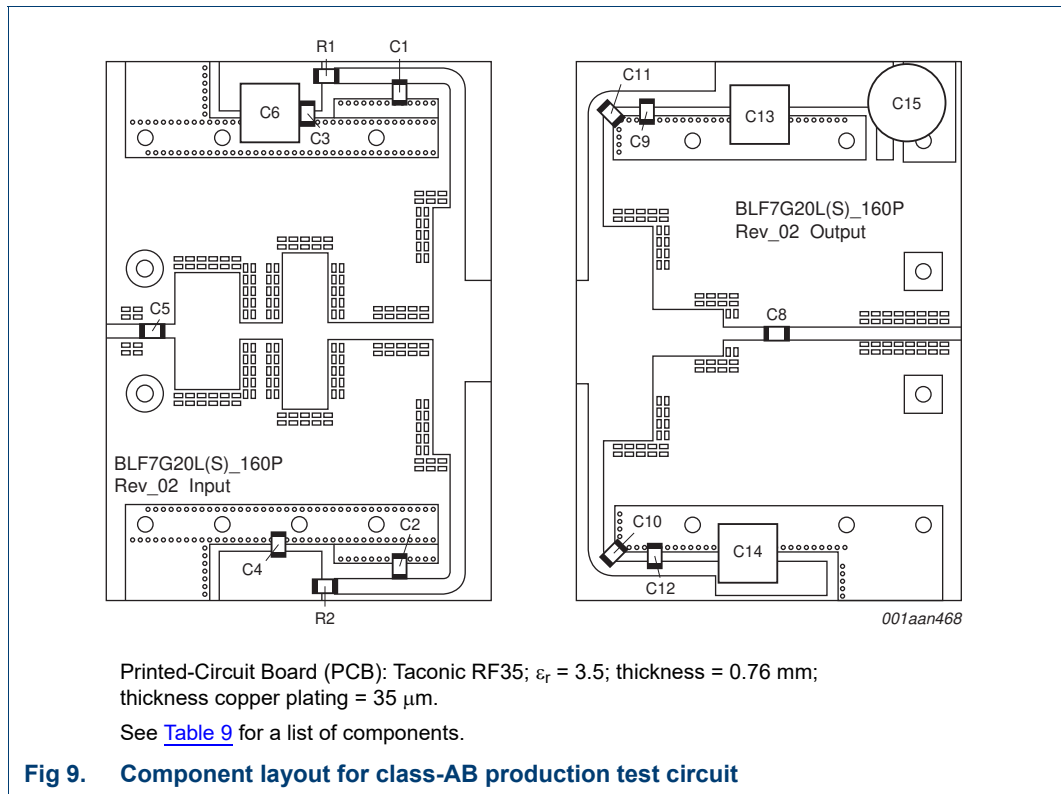 R1
C1
C6
C3
C5
BLF7G20L(S)_160P
Rev_02 Input
C4
C2
R2
C11
C9
C13
C15
BLF7G20L(S)_160P
Rev_02 Output
C8
C10
C12
C14
001aan468
Printed-Circuit Board (PCB): Taconic RF35; εr = 3.5; thickness = 0.76 mm;
thickness copper plating = 35 μm.
See Table 9 for a list of components.
Fig 9. Component layout for class-AB production test circuit